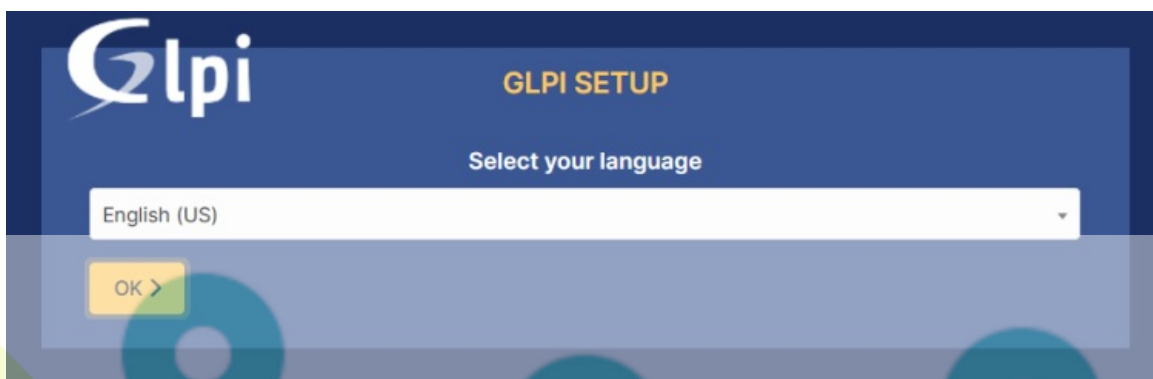 Glpi
GLPI SETUP
Select your language
English (US)
OK >